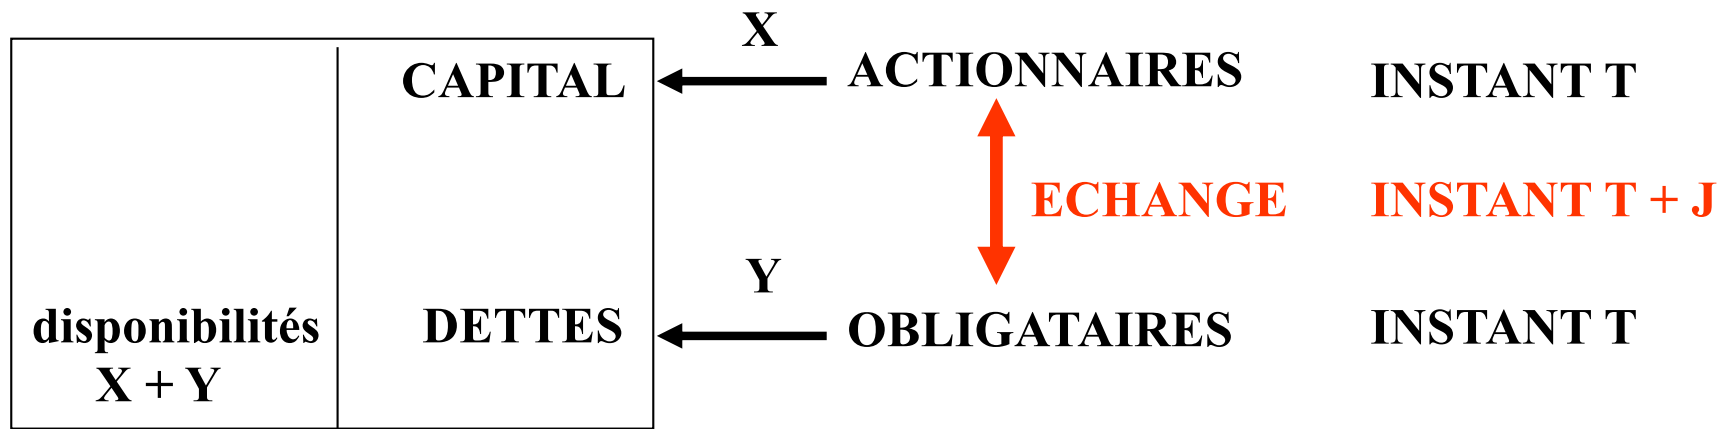 X
CAPITAL
ACTIONNAIRES
INSTANT T
ECHANGE
INSTANT T + J
Y
disponibilités
DETTES
OBLIGATAIRES
INSTANT T
X + Y